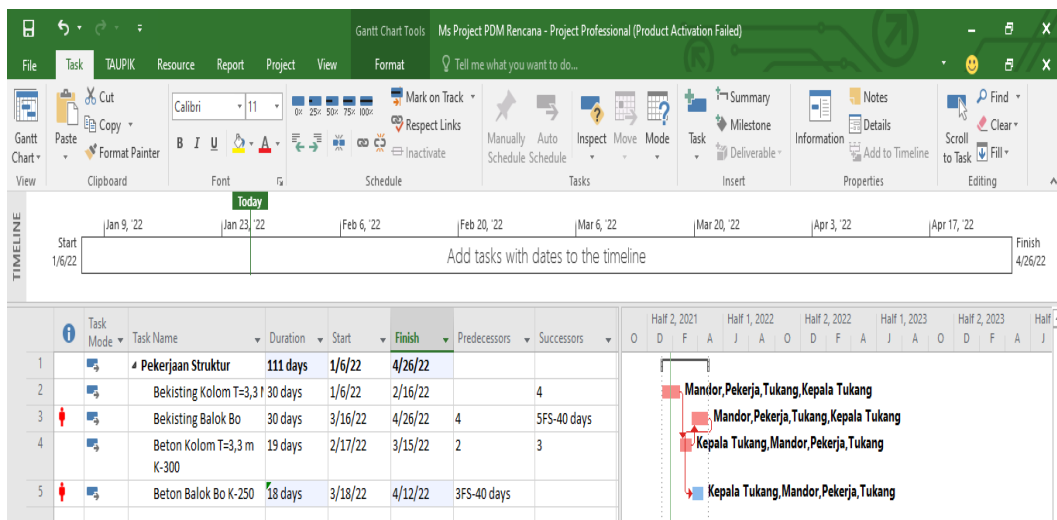 Gantt Chart Tools Ms Project PDM Rencana - Project Professional (Product Activation Failed)
File Task TAUPIK Resource Report Project View Format Tell me what you want to do...
Gantt Chart
View
Paste
Cut
Copy
Format Painter
Clipboard
Calibri 11
B I U A
Font
0x 25x 50x 75x 100x
Mark on Track
Respect Links
Inactivate
Schedule
Manually Schedule
Auto Schedule
Inspect
Move
Mode
Tasks
Task
Summary
Milestone
Deliverable
Insert
Information
Notes
Details
Add to Timeline
Properties
Scroll to Task
Find
Clear
Fill
Editing
TIMELINE
Today
Jan 9, '22 Jan 23, '22 Feb 6, '22 Feb 20, '22 Mar 6, '22 Mar 20, '22 Apr 3, '22 Apr 17, '22
Start
1/6/22
Add tasks with dates to the timeline
Finish
4/26/22
Task Mode Task Name Duration Start Finish Predecessors Successors
Half 2, 2021 Half 1, 2022 Half 2, 2022 Half 1, 2023 Half 2, 2023 Half
O D F A J A O D F A J A O D F A J
1 Pekerjaan Struktur 111 days 1/6/22 4/26/22
2 Bekisting Kolom T=3,3 30 days 1/6/22 2/16/22 4
Mandor,Pekerja,Tukang,Kepala Tukang
3 Bekisting Balok Bo 30 days 3/16/22 4/26/22 4 5FS-40 days
Mandor,Pekerja,Tukang,Kepala Tukang
4 Beton Kolom T=3,3 m 19 days 2/17/22 3/15/22 2 3
K-300
Kepala Tukang,Mandor,Pekerja,Tukang
5 Beton Balok Bo K-250 18 days 3/18/22 4/12/22 3FS-40 days
Kepala Tukang,Mandor,Pekerja,Tukang